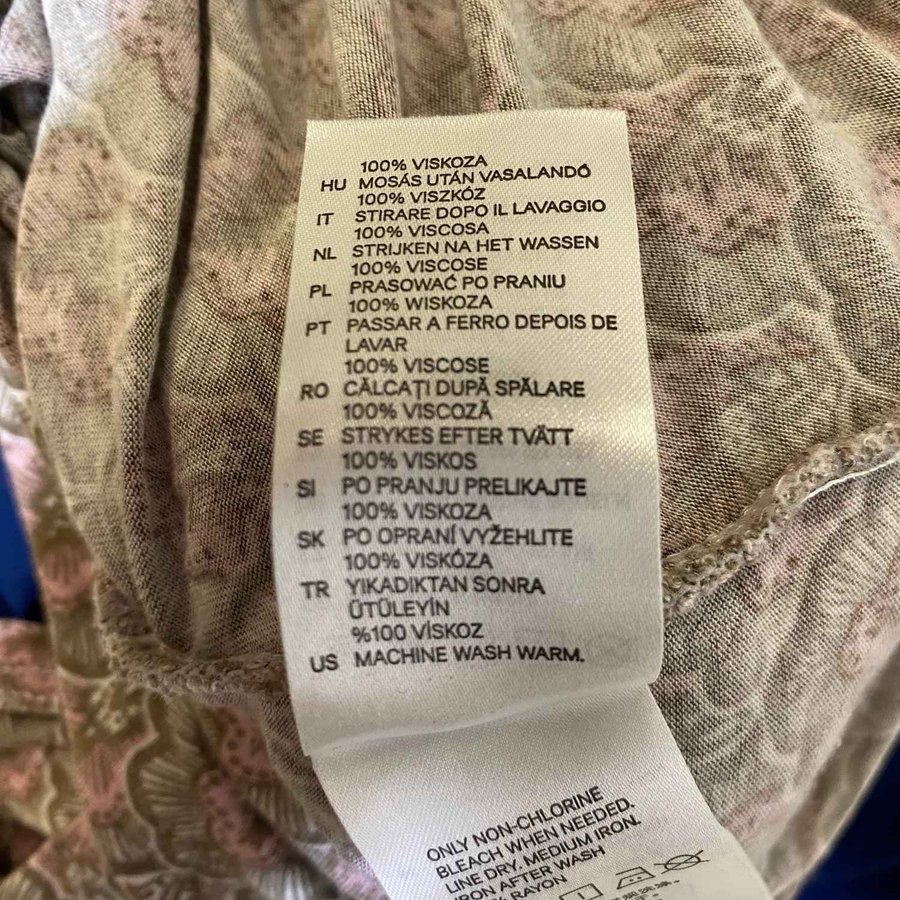 100% VISKOZA
HU MOSÁS UTÁN VASALANDÓ
100% VISZKÓZ
IT STIRARE DOPO IL LAVAGGIO
100% VISCOSA
NL STRIJKEN NA HET WASSEN
100% VISCOSE
PL PRASOWAĆ PO PRANIU
100% WISKOZA
PT PASSAR A FERRO DEPOIS DE
LAVAR
100% VISCOSE
RO CĂLCAȚI DUPĂ SPĂLARE
100% VISCOZĂ
SE STRYKES EFTER TVÄTT
100% VISKOS
SI PO PRANJU PRELIKAJTE
100% VISKOZA
SK PO OPRANÍ VYŽEHLITE
100% VISKÓZA
TR YIKADIKTAN SONRA
ÜTÜLEYİN
%100 VİSKOZ
US MACHINE WASH WARM.
ONLY NON-CHLORINE
BLEACH WHEN NEEDED.
LINE DRY. MEDIUM IRON.
IRON AFTER WASH
% RAYON